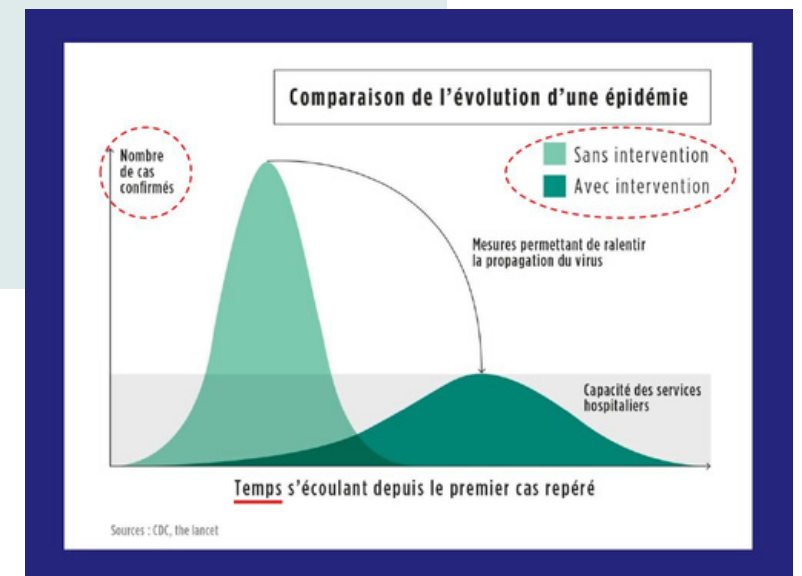 Comparaison de l'évolution d'une épidémie
Nombre
de cas
confirmés
Sans intervention
Avec intervention
Mesures permettant de ralentir
la propagation du virus
Capacité des services
hospitaliers
Temps s'écoulant depuis le premier cas repéré
Sources : CDC, the lancet